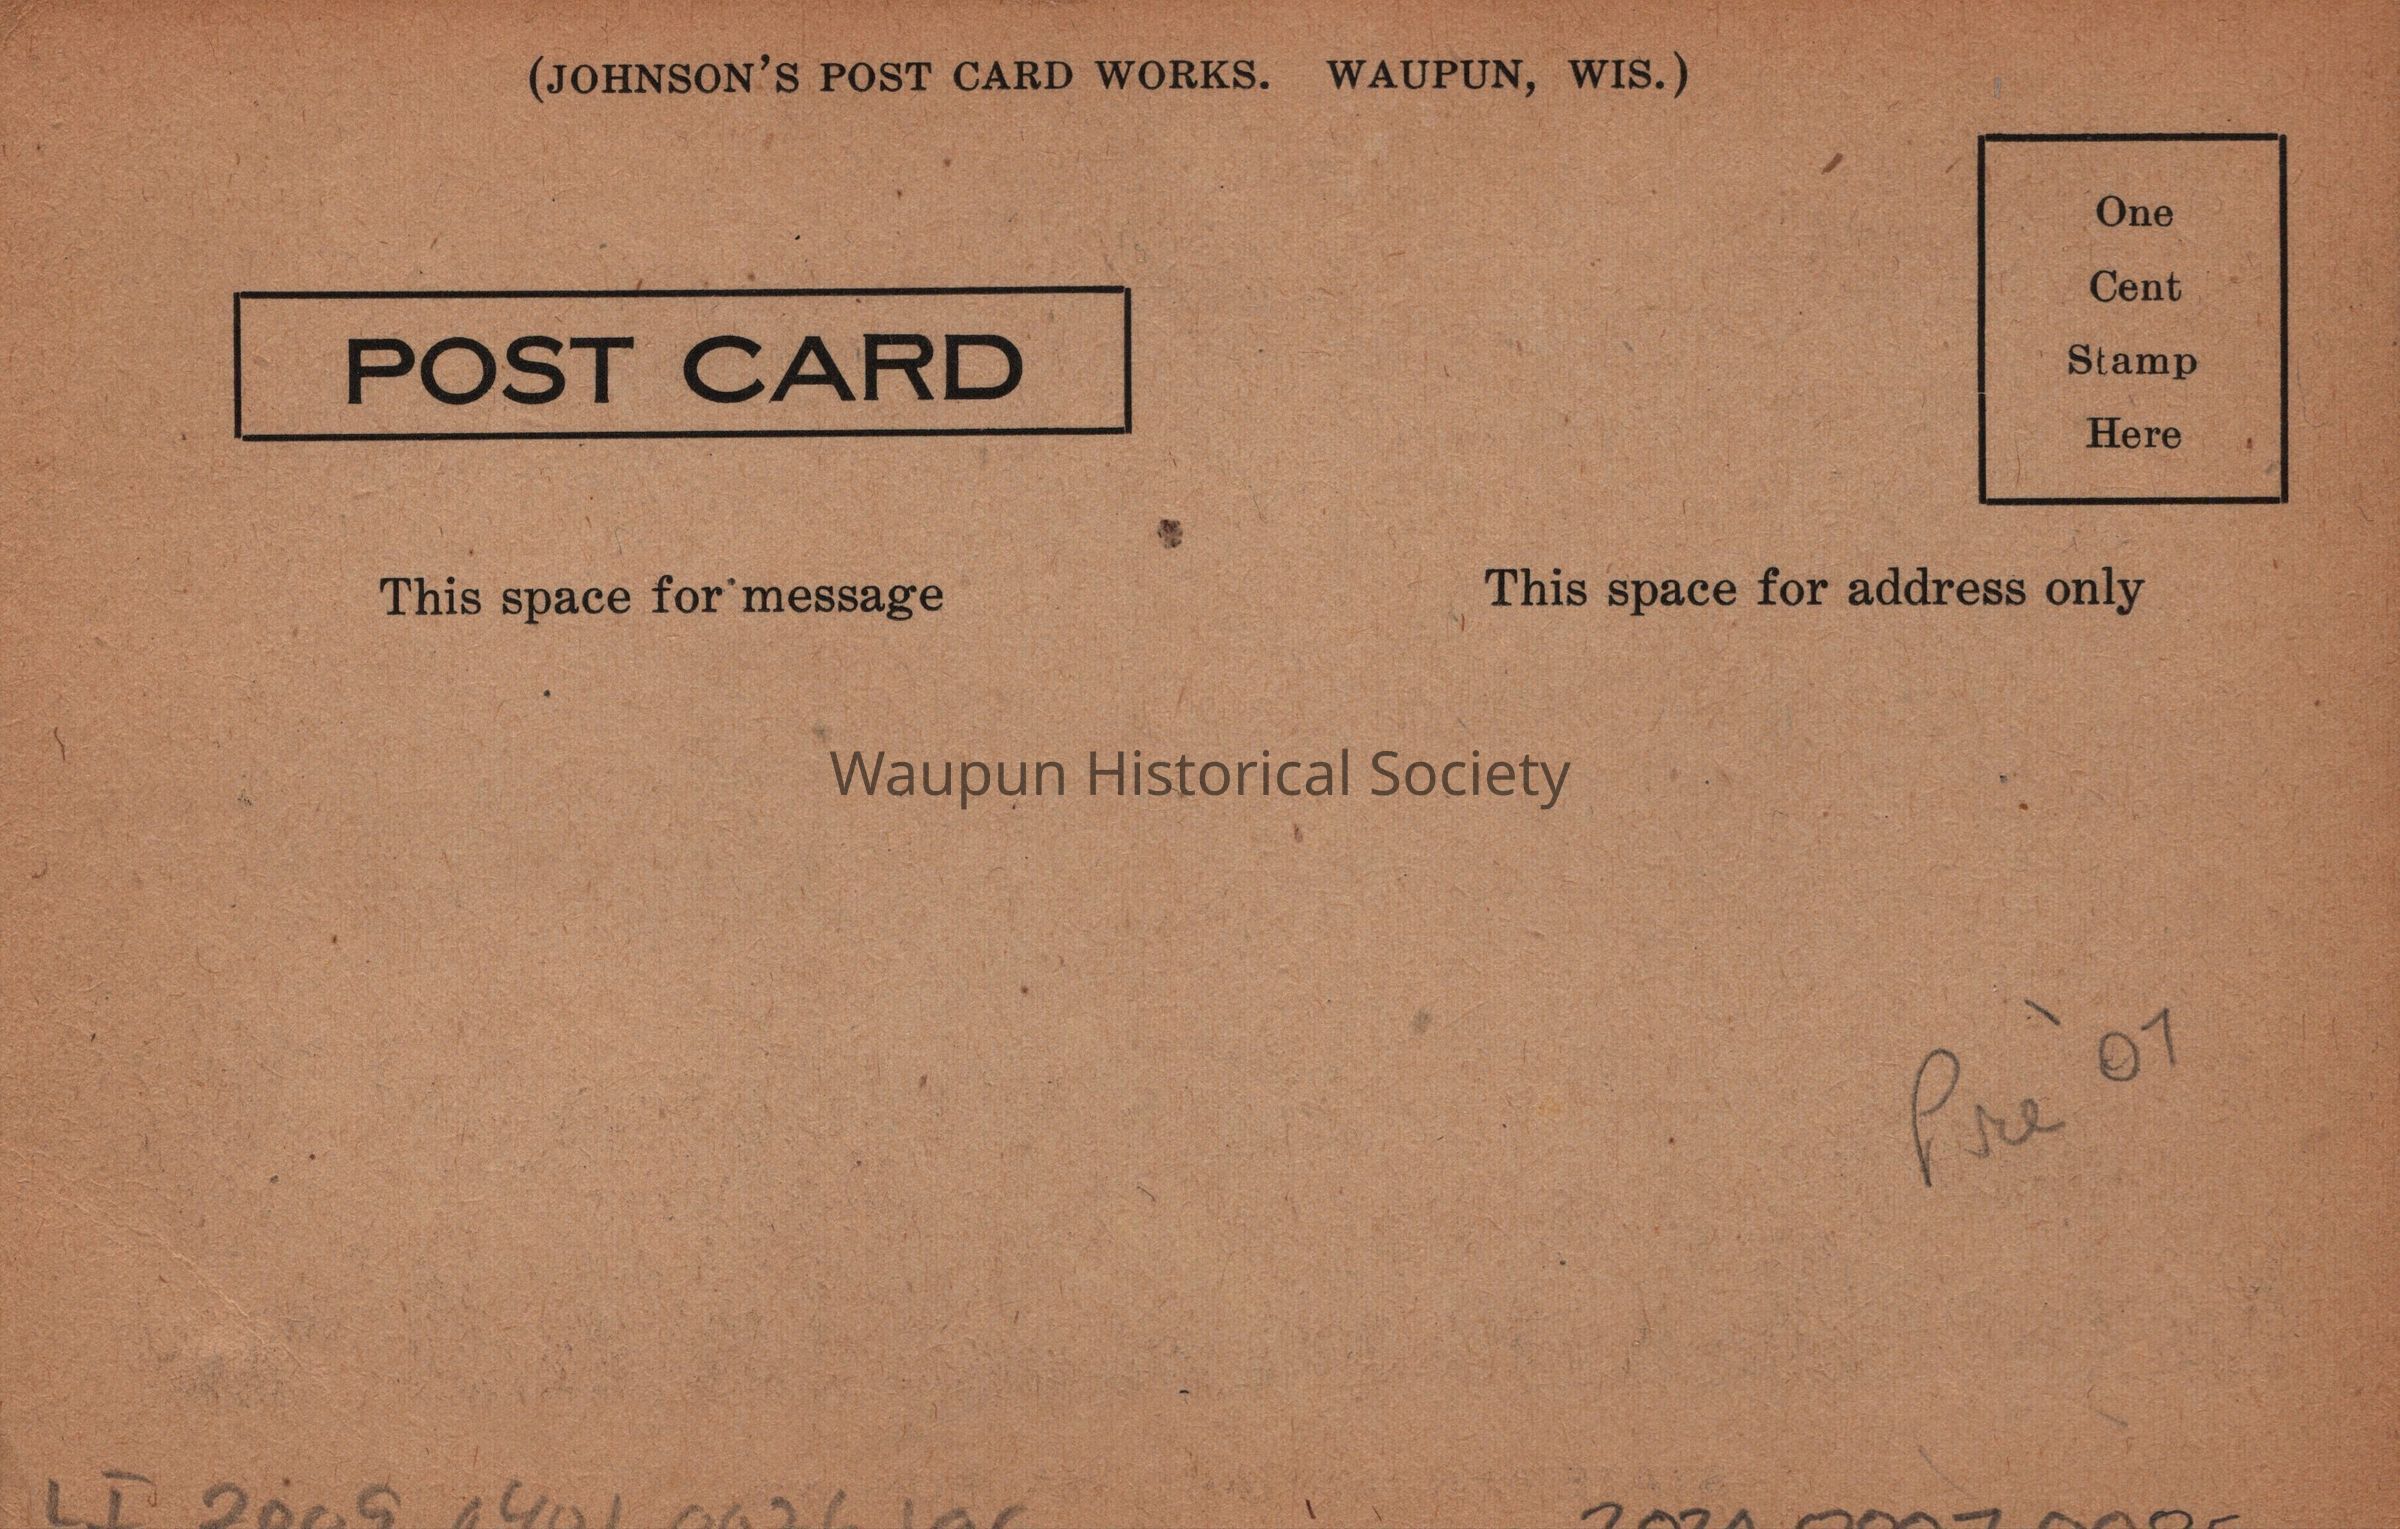 (JOHNSON'S POST CARD WORKS. WAUPUN, WIS.)
One
Cent
Stamp
Here
POST CARD
This space for message
This space for address only
Waupun Historical Society
Pre '07